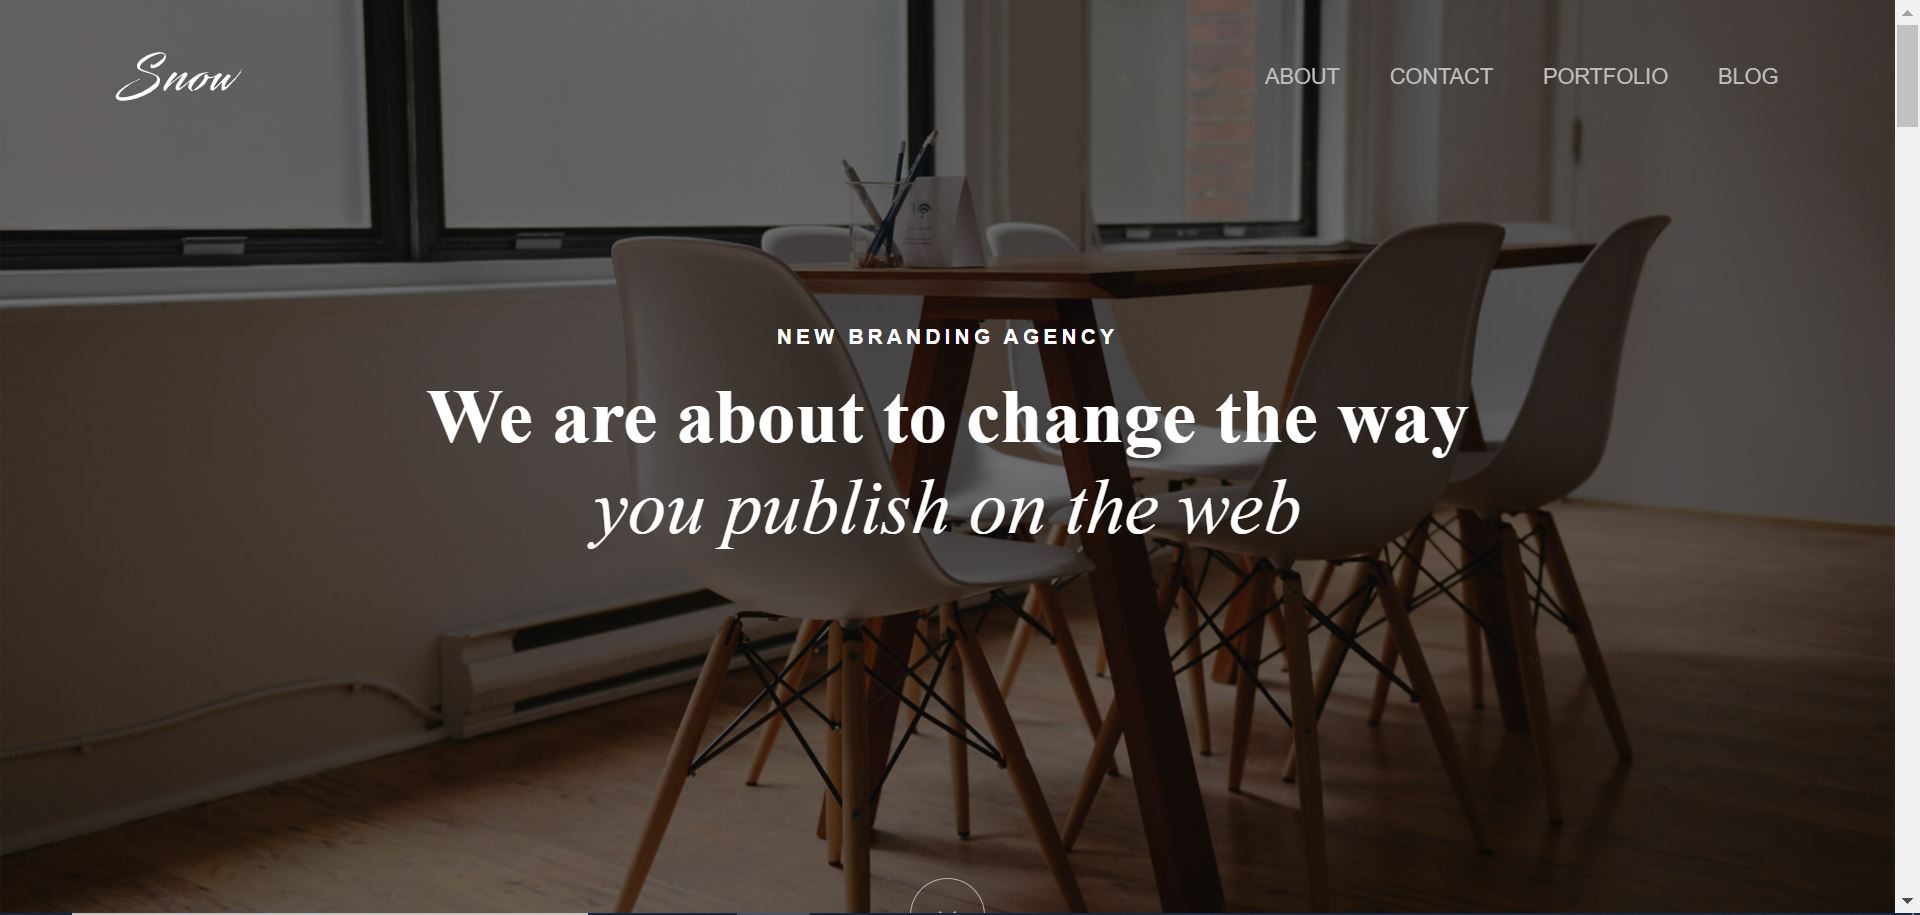 Snow
ABOUT CONTACT PORTFOLIO BLOG
NEW BRANDING AGENCY
We are about to change the way
you publish on the web